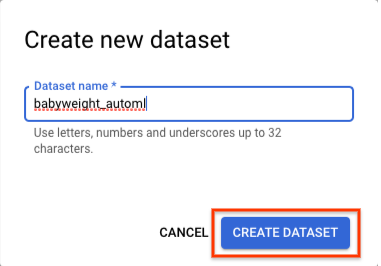 Create new dataset
Dataset name *
babyweight_automl
Use letters, numbers and underscores up to 32
characters.
CANCEL CREATE DATASET